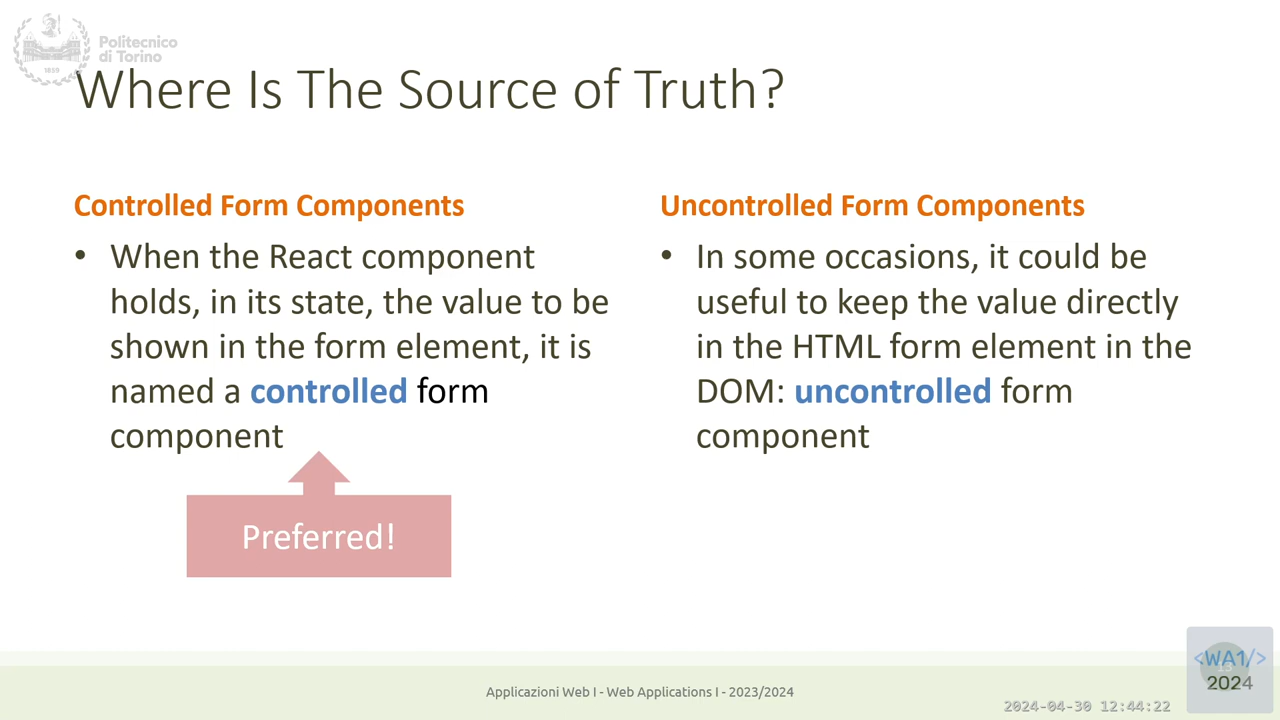 Politecnico
di Torino
1859
Where Is The Source of Truth?
Controlled Form Components
• When the React component
holds, in its state, the value to be
shown in the form element, it is
named a controlled form
component
Preferred!
Uncontrolled Form Components
• In some occasions, it could be
useful to keep the value directly
in the HTML form element in the
DOM: uncontrolled form
component
Applicazioni Web I - Web Applications I - 2023/2024
2024-04-30 12:44:22
<WA1/>
2024